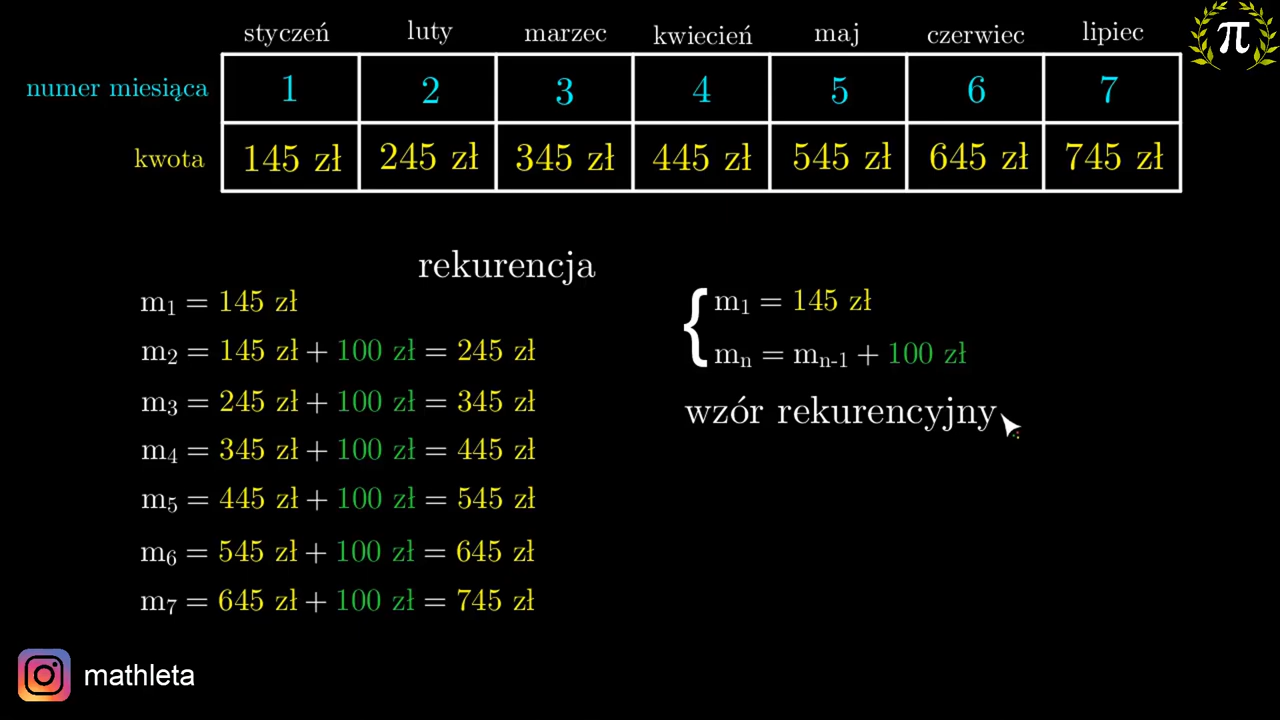 styczeń luty marzec kwiecień maj czerwiec lipiec
π
numer miesiąca 1 2 3 4 5 6 7
kwota 145 zł 245 zł 345 zł 445 zł 545 zł 645 zł 745 zł
rekurencja
m₁ = 145 zł
m₂ = 145 zł + 100 zł = 245 zł
m₃ = 245 zł + 100 zł = 345 zł
m₄ = 345 zł + 100 zł = 445 zł
m₅ = 445 zł + 100 zł = 545 zł
m₆ = 545 zł + 100 zł = 645 zł
m₇ = 645 zł + 100 zł = 745 zł
{ m₁ = 145 zł
mₙ = mₙ₋₁ + 100 zł
wzór rekurencyjny
mathleta